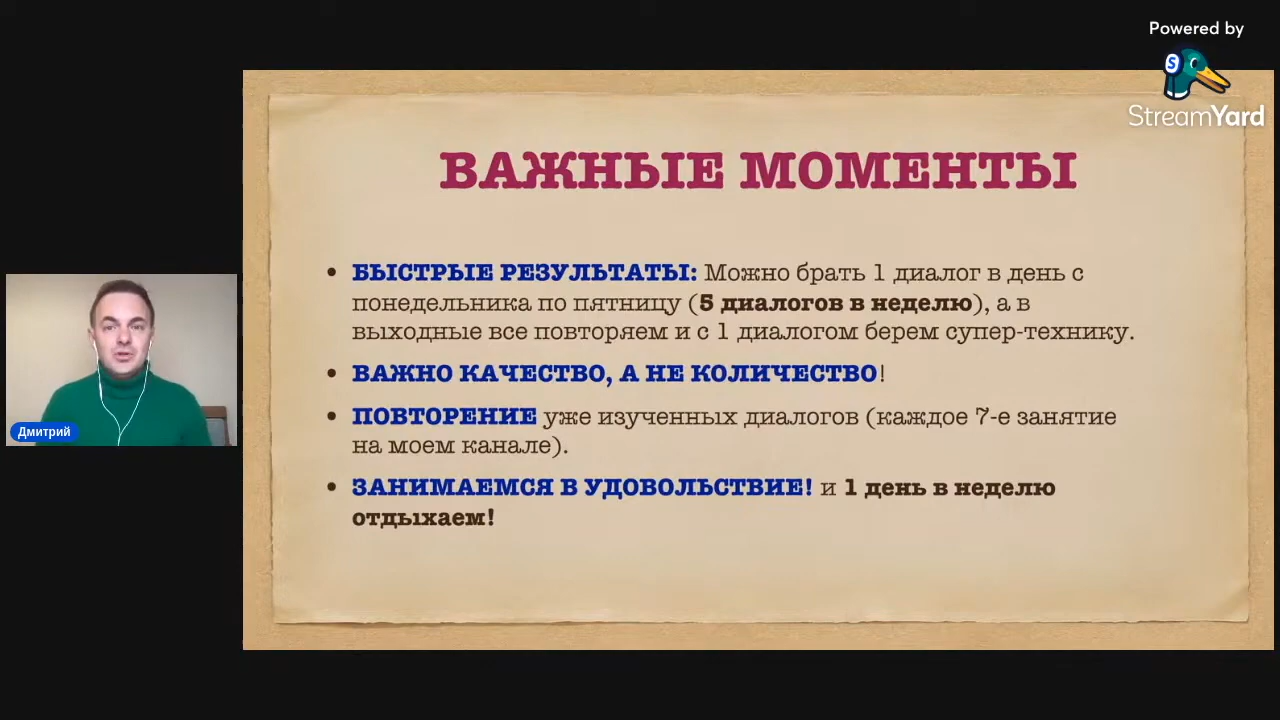 Powered by
StreamYard
ВАЖНЫЕ МОМЕНТЫ
• БЫСТРЫЕ РЕЗУЛЬТАТЫ: Можно брать 1 диалог в день с
понедельника по пятницу (5 диалогов в неделю), а в
выходные все повторяем и с 1 диалогом берем супер-технику.
• ВАЖНО КАЧЕСТВО, А НЕ КОЛИЧЕСТВО!
• ПОВТОРЕНИЕ уже изученных диалогов (каждое 7-е занятие
на моем канале).
• ЗАНИМАЕМСЯ В УДОВОЛЬСТВИЕ! и 1 день в неделю
отдыхаем!
Дмитрий